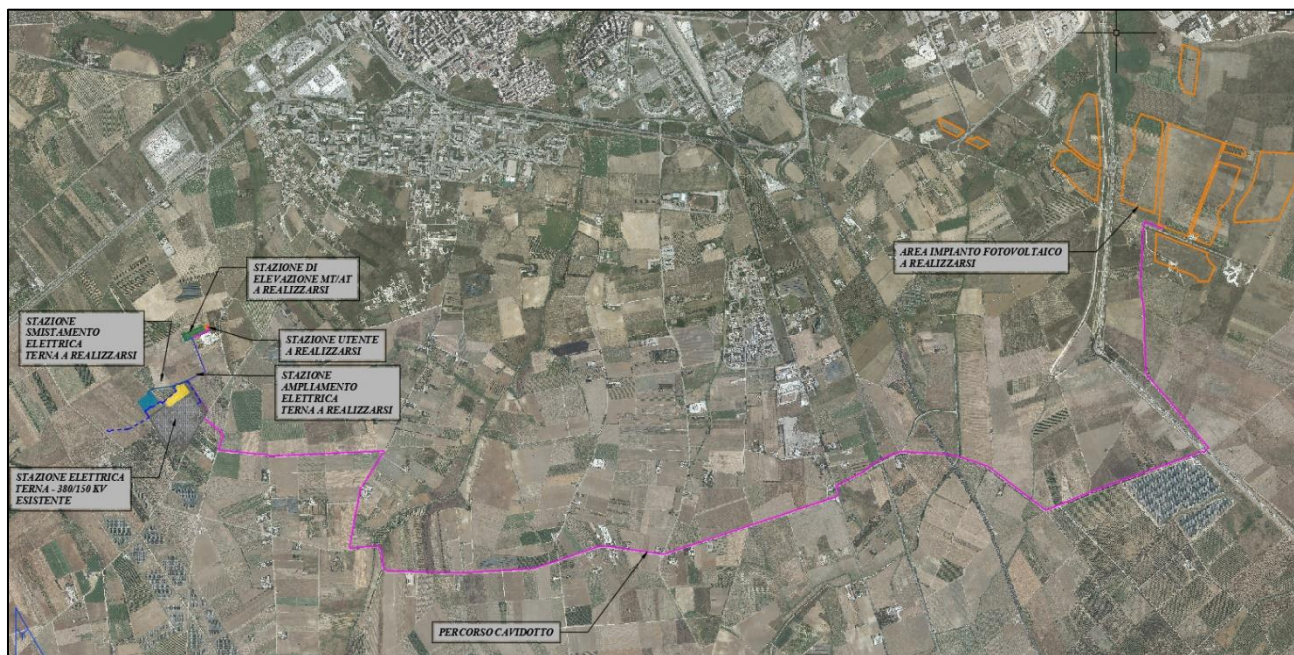 AREA IMPIANTO FOTOVOLTAICO
A REALIZZARSI
STAZIONE DI
ELEVAZIONE MT/AT
A REALIZZARSI
STAZIONE
SMISTAMENTO
ELETTRICA
TERNA A REALIZZARSI
STAZIONE UTENTE
A REALIZZARSI
STAZIONE
AMPLIAMENTO
ELETTRICA
TERNA A REALIZZARSI
STAZIONE ELETTRICA
TERNA - 380/150 KV
ESISTENTE
PERCORSO CAVIDOTTO